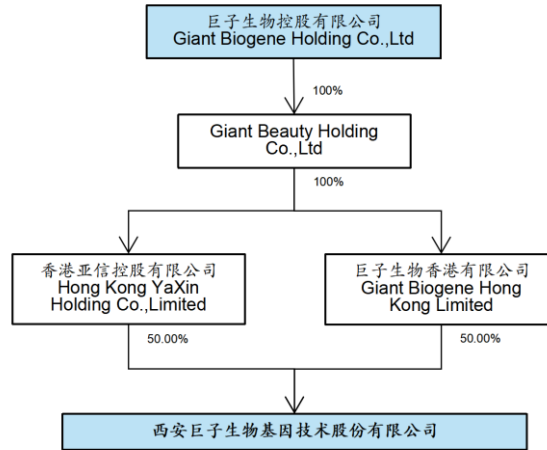 巨子生物控股有限公司
Giant Biogene Holding Co.,Ltd
100%
Giant Beauty Holding
Co.,Ltd
100%
香港亚信控股有限公司
Hong Kong YaXin
Holding Co.,Limited
巨子生物香港有限公司
Giant Biogene Hong
Kong Limited
50.00%
50.00%
西安巨子生物基因技术股份有限公司